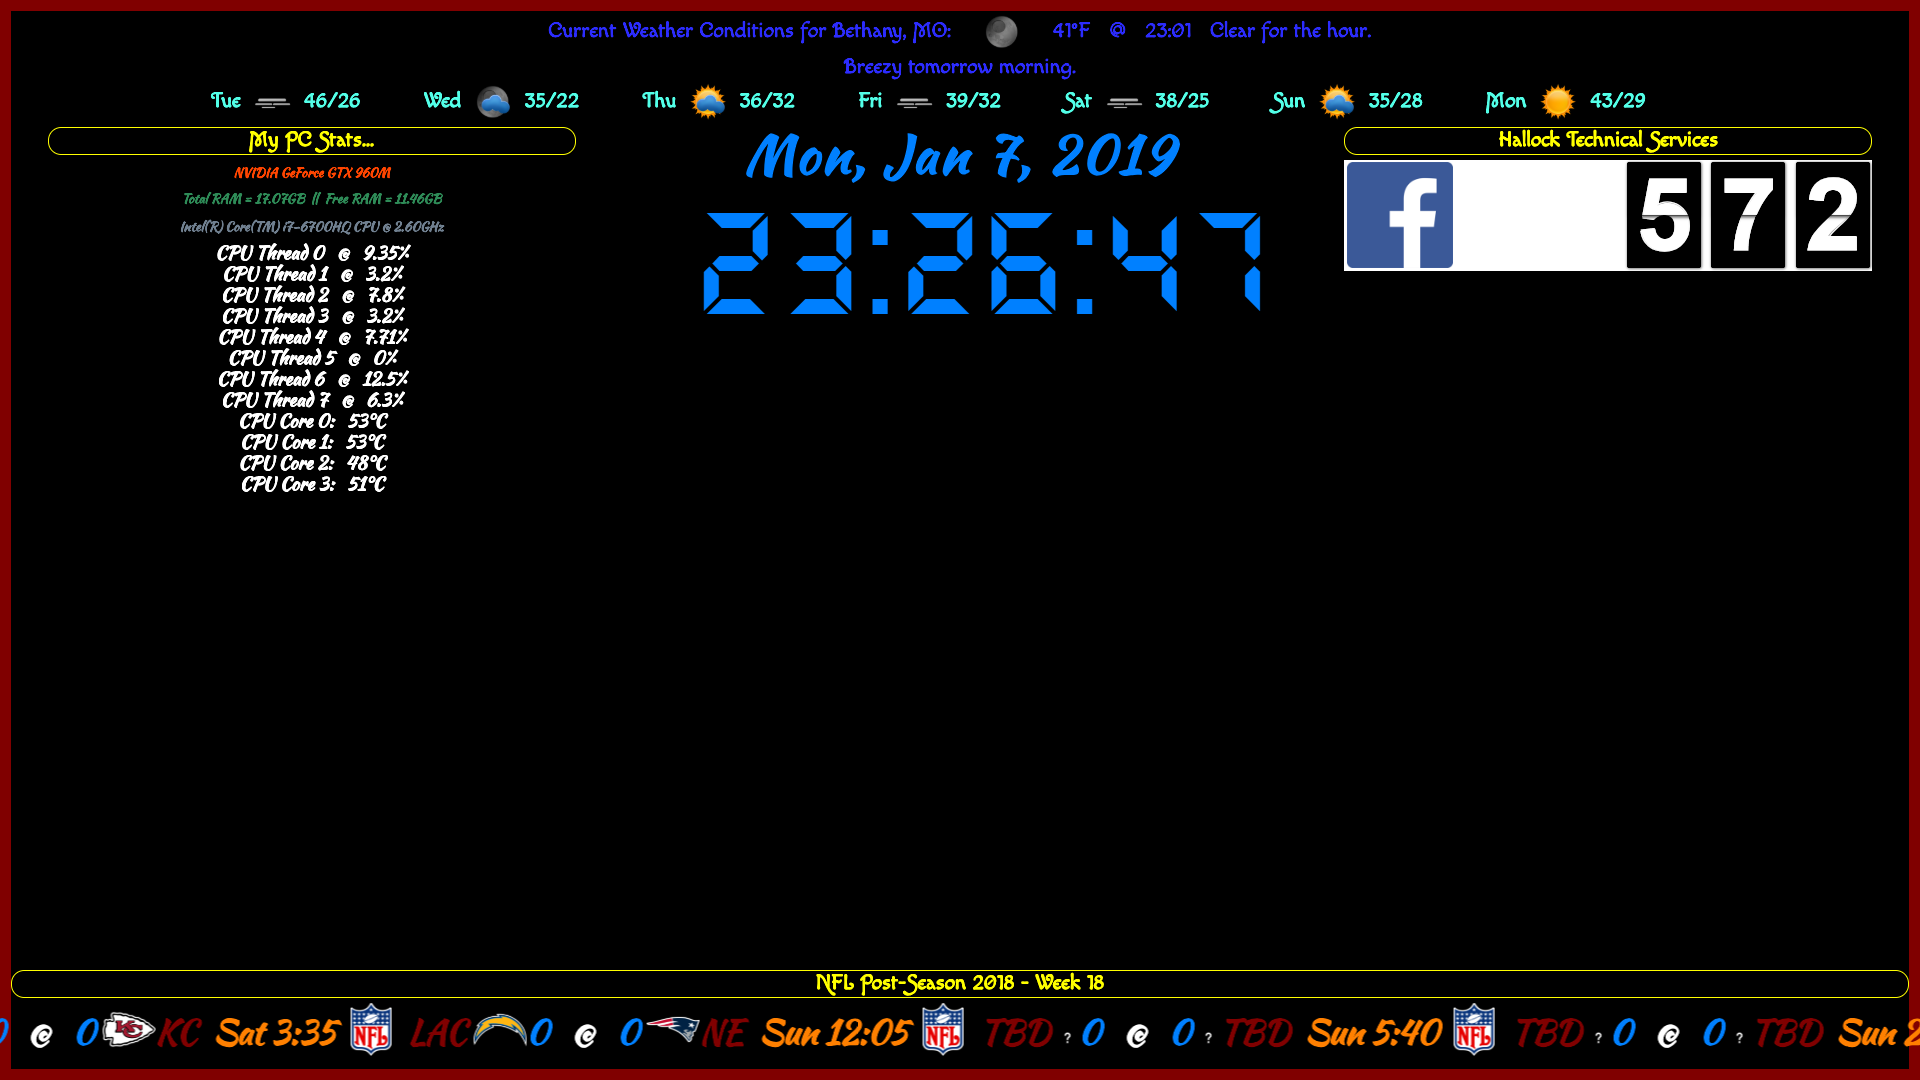 Current Weather Conditions for Bethany, MO: 41°F @ 23:01 Clear for the hour.
Breezy tomorrow morning.
Tue 46/26 Wed 35/22 Thu 36/32 Fri 39/32 Sat 38/25 Sun 35/28 Mon 43/29
My PC Stats...
NVIDIA GeForce GTX 960M
Total RAM = 17.07GB || Free RAM = 11.46GB
Intel(R) Core(TM) i7-6700HQ CPU @ 2.60GHz
CPU Thread 0 @ 9.35%
CPU Thread 1 @ 3.2%
CPU Thread 2 @ 7.8%
CPU Thread 3 @ 3.2%
CPU Thread 4 @ 7.71%
CPU Thread 5 @ 0%
CPU Thread 6 @ 12.5%
CPU Thread 7 @ 6.3%
CPU Core 0: 53°C
CPU Core 1: 53°C
CPU Core 2: 48°C
CPU Core 3: 51°C
Mon, Jan 7, 2019
23:26:47
Hallock Technical Services
f 572
NFL Post-Season 2018 - Week 18
@ 0 KC Sat 3:35 NFL LAC 0 @ 0 NE Sun 12:05 NFL TBD ? 0 @ 0 ? TBD Sun 5:40 NFL TBD ? 0 @ 0 ? TBD Sun